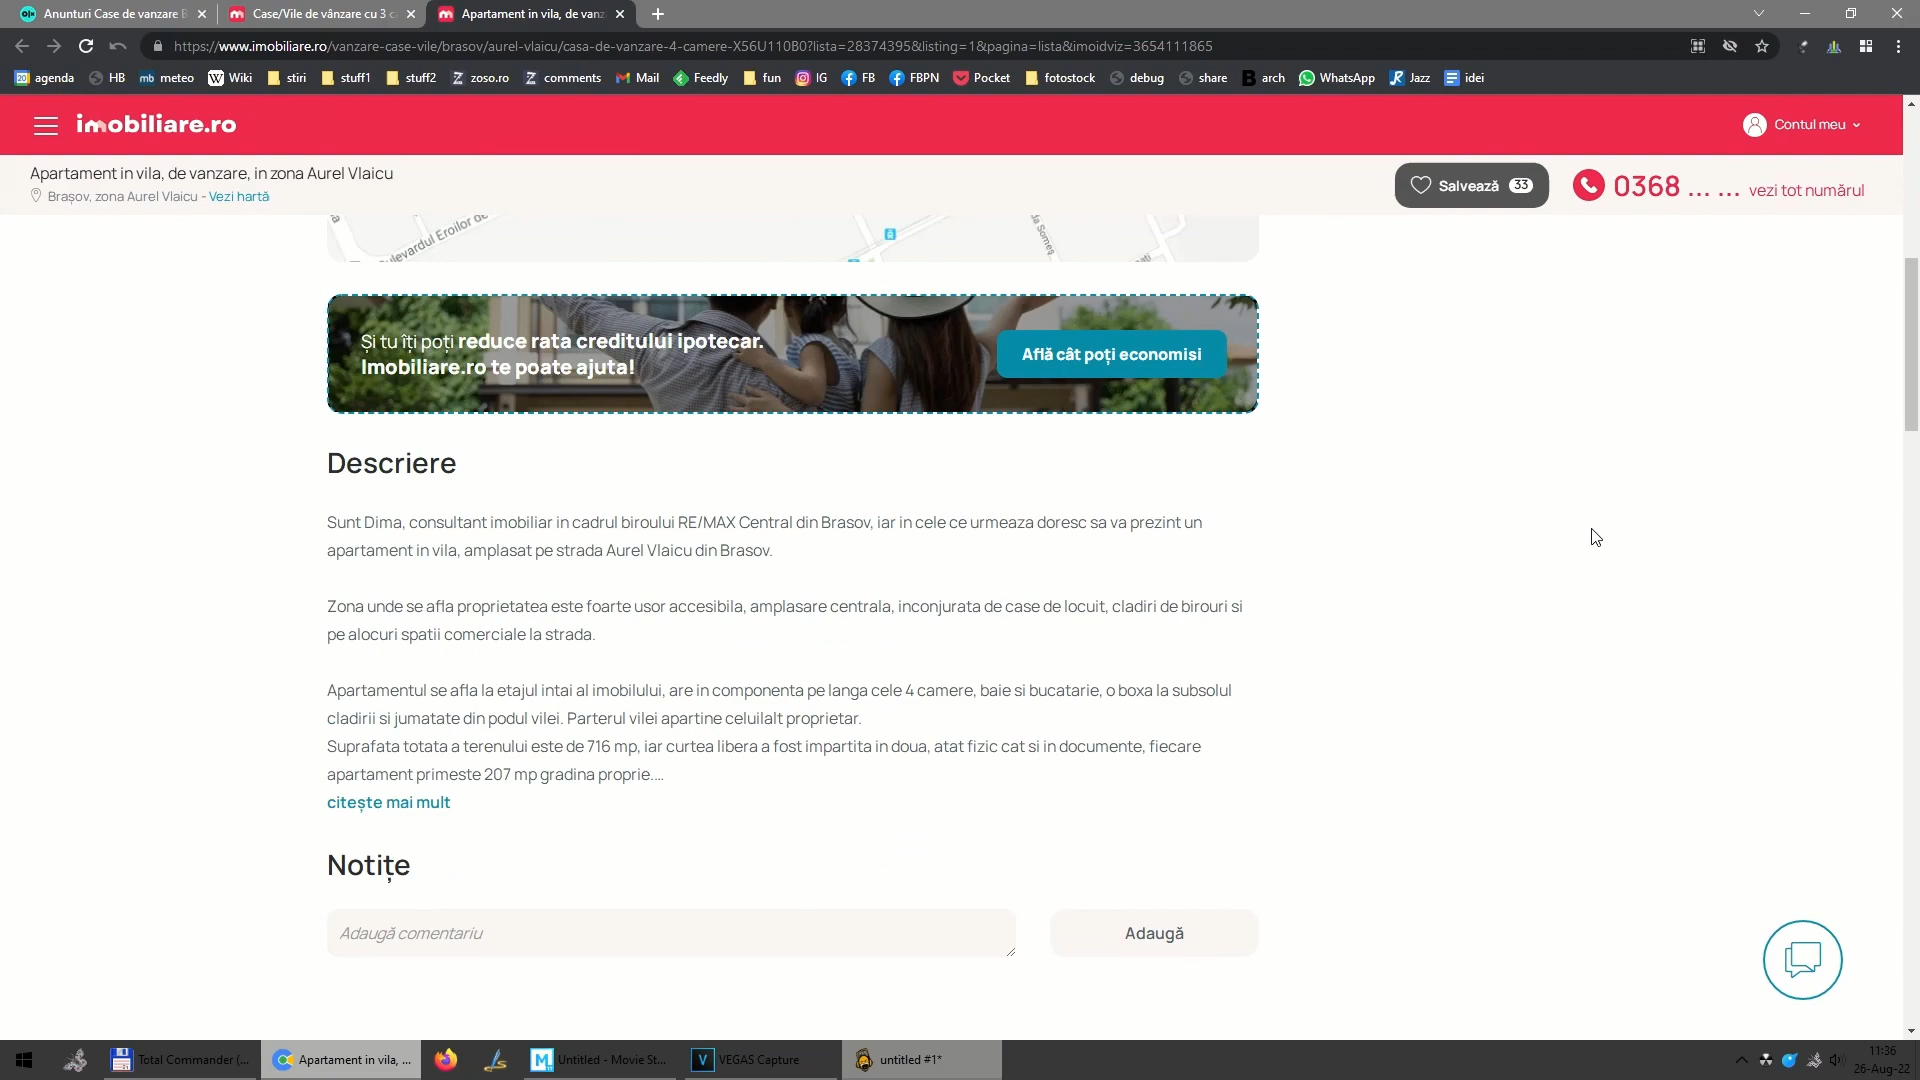 Anunturi Case de vanzare B
Case/Vile de vânzare cu 3 c
Apartament in vila, de vanz
https://www.imobiliare.ro/vanzare-case-vile/brasov/aurel-vlaicu/casa-de-vanzare-4-camere-X56U110B0?lista=28374395&listing=1&pagina=lista&imoidviz=3654111865
agenda HB meteo Wiki stiri stuff1 stuff2 zoso.ro comments Mail Feedly fun IG FB FBPN Pocket fotostock debug share arch WhatsApp Jazz idei
imobiliare.ro
Contul meu
Apartament in vila, de vanzare, in zona Aurel Vlaicu
Brașov, zona Aurel Vlaicu - Vezi hartă
Salvează 33
0368 ... ... vezi tot numărul
ulevardul Eroilor de
da Someș
Și tu îți poți reduce rata creditului ipotecar.
Imobiliare.ro te poate ajuta!
Află cât poți economisi
Descriere
Sunt Dima, consultant imobiliar in cadrul biroului RE/MAX Central din Brasov, iar in cele ce urmeaza doresc sa va prezint un
apartament in vila, amplasat pe strada Aurel Vlaicu din Brasov.
Zona unde se afla proprietatea este foarte usor accesibila, amplasare centrala, inconjurata de case de locuit, cladiri de birouri si
pe alocuri spatii comerciale la strada.
Apartamentul se afla la etajul intai al imobilului, are in componenta pe langa cele 4 camere, baie si bucatarie, o boxa la subsolul
cladirii si jumatate din podul vilei. Parterul vilei apartine celuilalt proprietar.
Suprafata totata a terenului este de 716 mp, iar curtea libera a fost impartita in doua, atat fizic cat si in documente, fiecare
apartament primeste 207 mp gradina proprie....
citește mai mult
Notițe
Adaugă comentariu
Adaugă
Total Commander (...
Apartament in vila, ...
Untitled - Movie St...
VEGAS Capture
untitled #1*
11:36
26-Aug-22